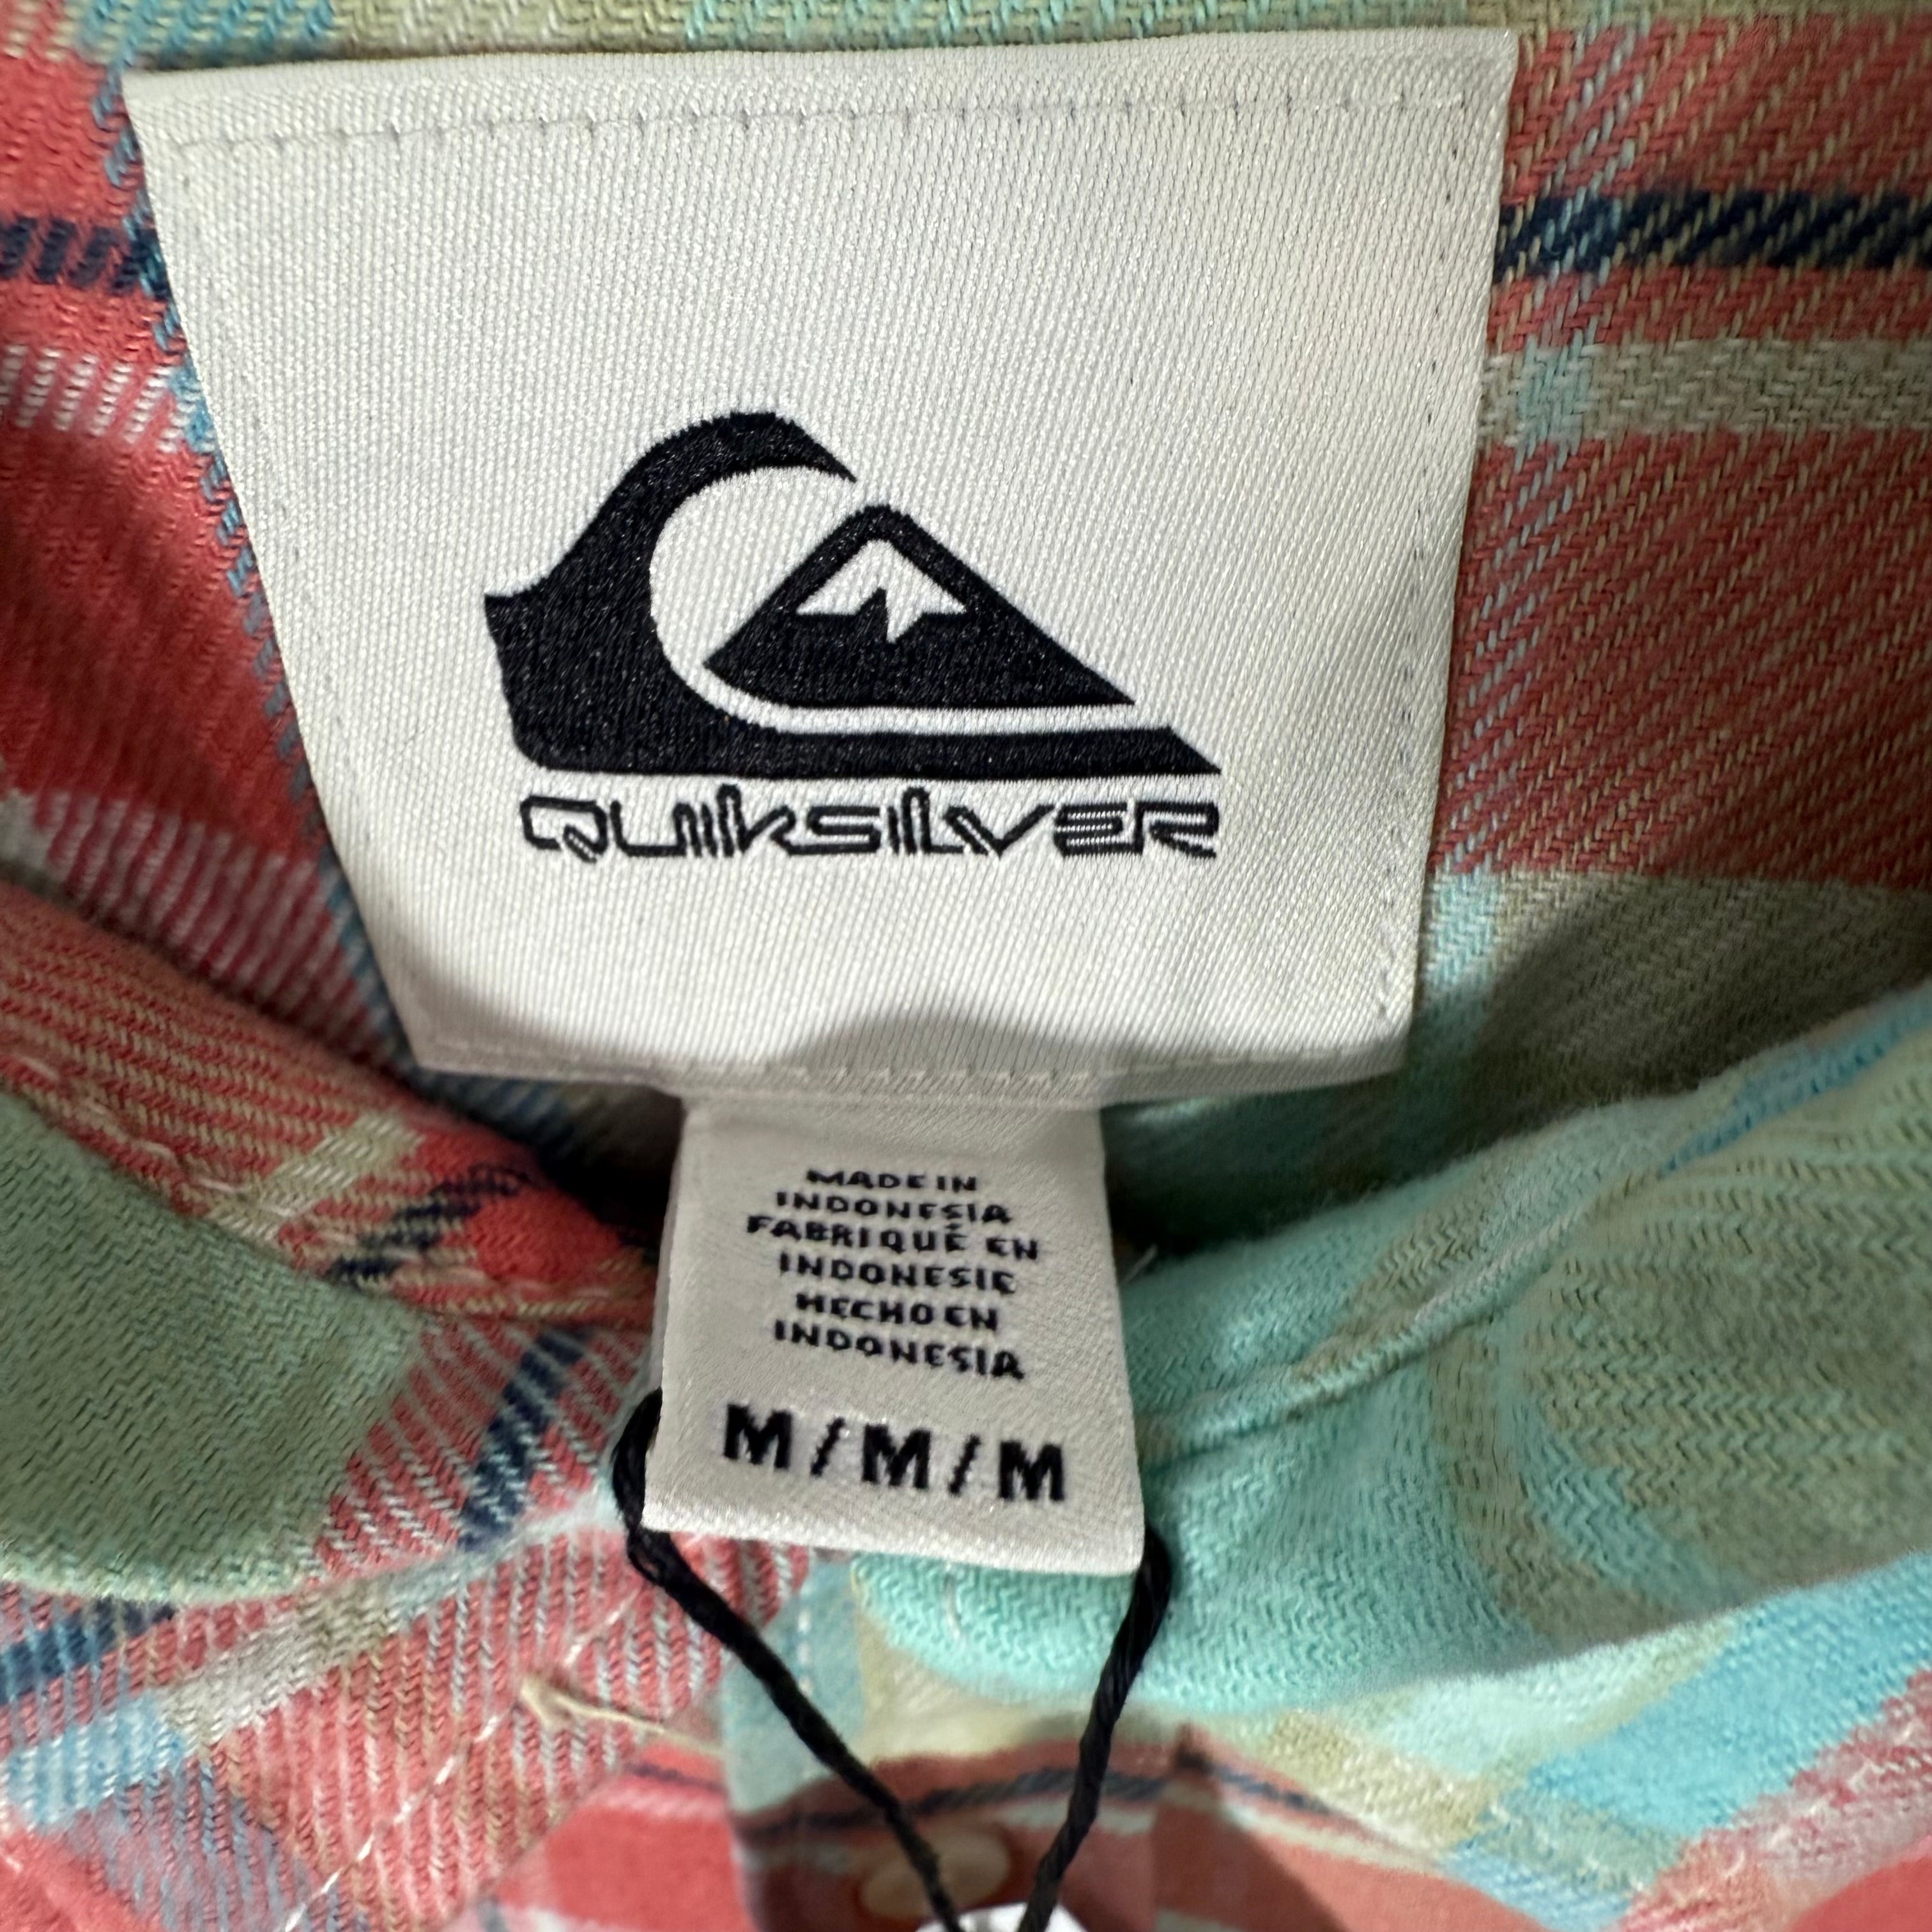 QUIKSILVER
MADE IN
INDONESIA
FABRIQUÉ EN
INDONESIE
HECHO EN
INDONESIA
M / M / M